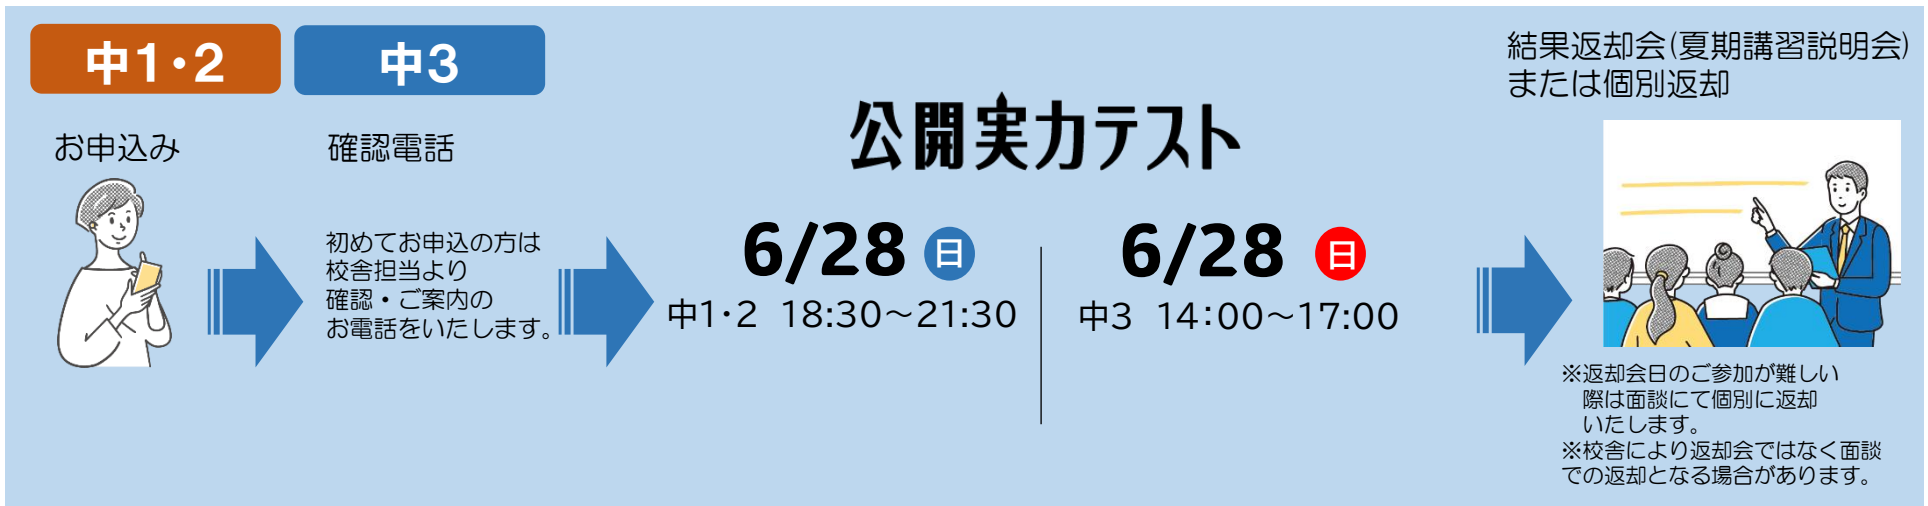 中1・2
中3
お申込み
確認電話
初めてお申込の方は
校舎担当より
確認・ご案内の
お電話をいたします。
公開実力テスト
6/28 日
中1・2 18:30～21:30
6/28 日
中3 14：00～17:00
結果返却会(夏期講習説明会)
または個別返却
※返却会日のご参加が難しい
際は面談にて個別に返却
いたします。
※校舎により返却会ではなく面談
での返却となる場合があります。